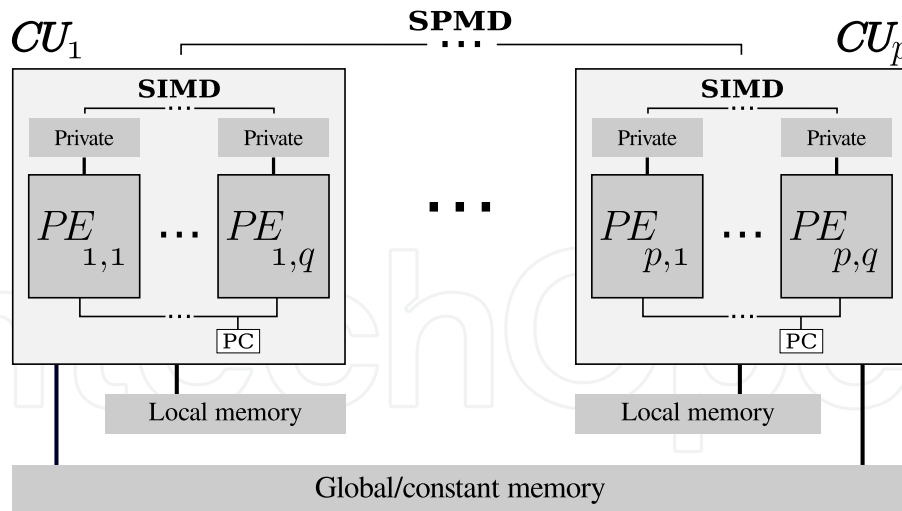 SPMD
...
CU1 CUp
SIMD SIMD
... ...
Private Private Private Private
...
PE1,1 ... PE1,q PEp,1 ... PEp,q
... ...
PC PC
Local memory Local memory
Global/constant memory